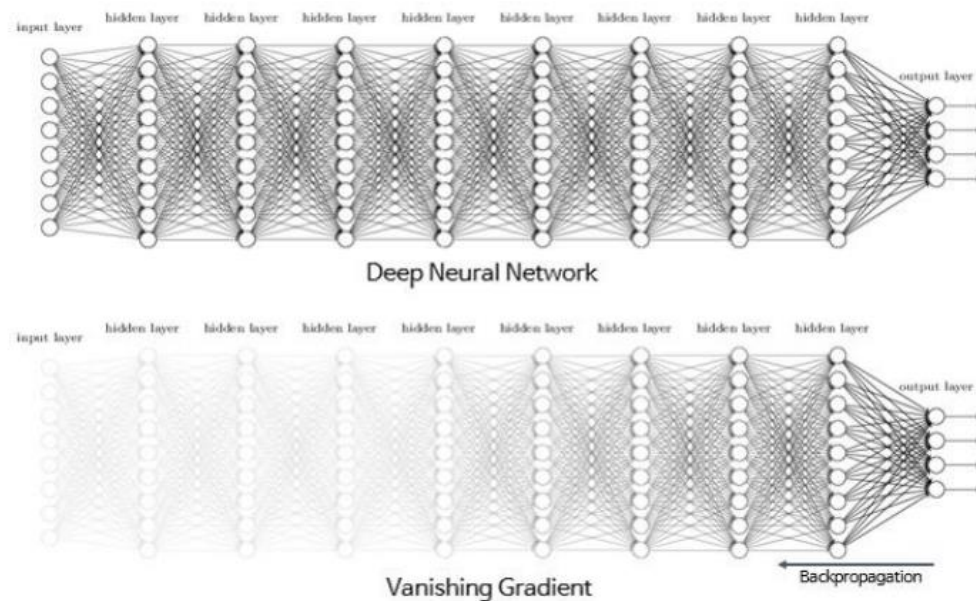 hidden layer hidden layer hidden layer hidden layer hidden layer hidden layer hidden layer hidden layer
input layer
output layer
Deep Neural Network
hidden layer hidden layer hidden layer hidden layer hidden layer hidden layer hidden layer hidden layer
input layer
output layer
Backpropagation
Vanishing Gradient